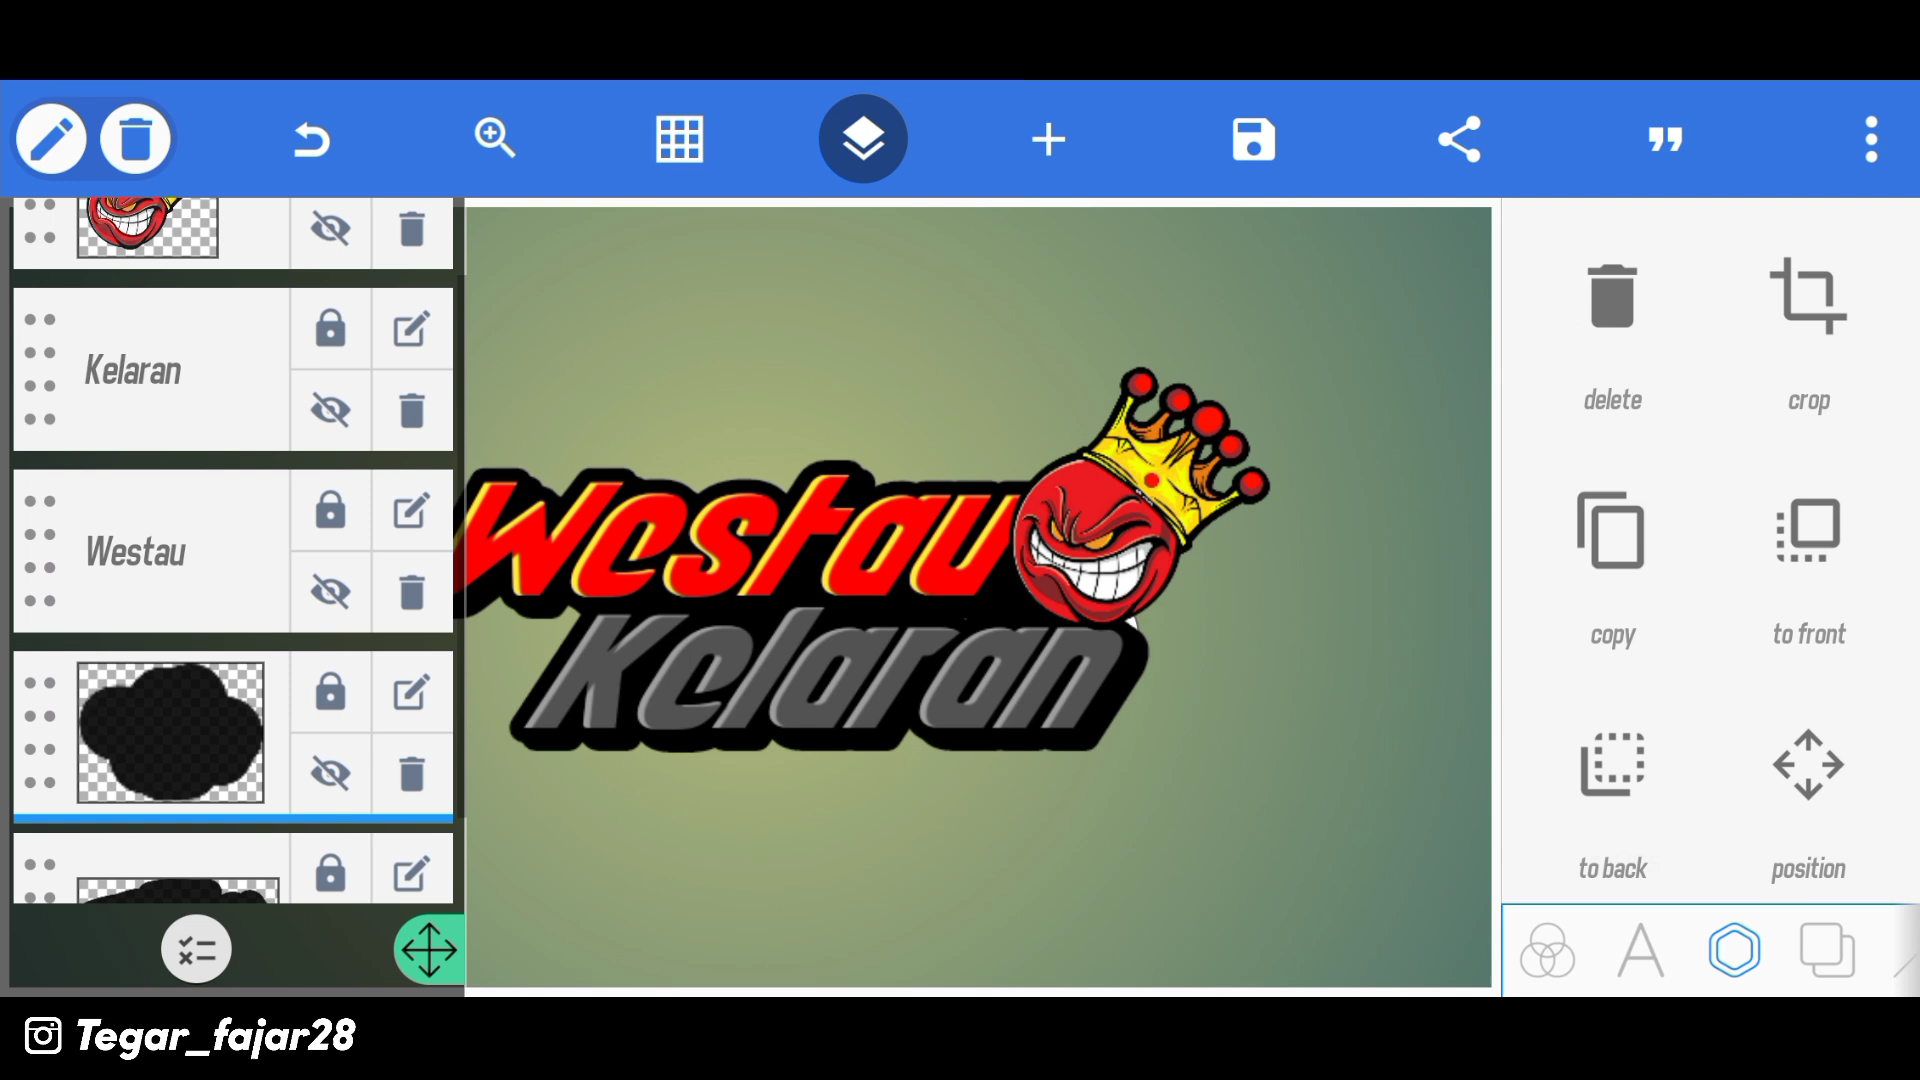 Kelaran
Westau
Westau
Kelaran
delete
crop
copy
to front
to back
position
Tegar_fajar28